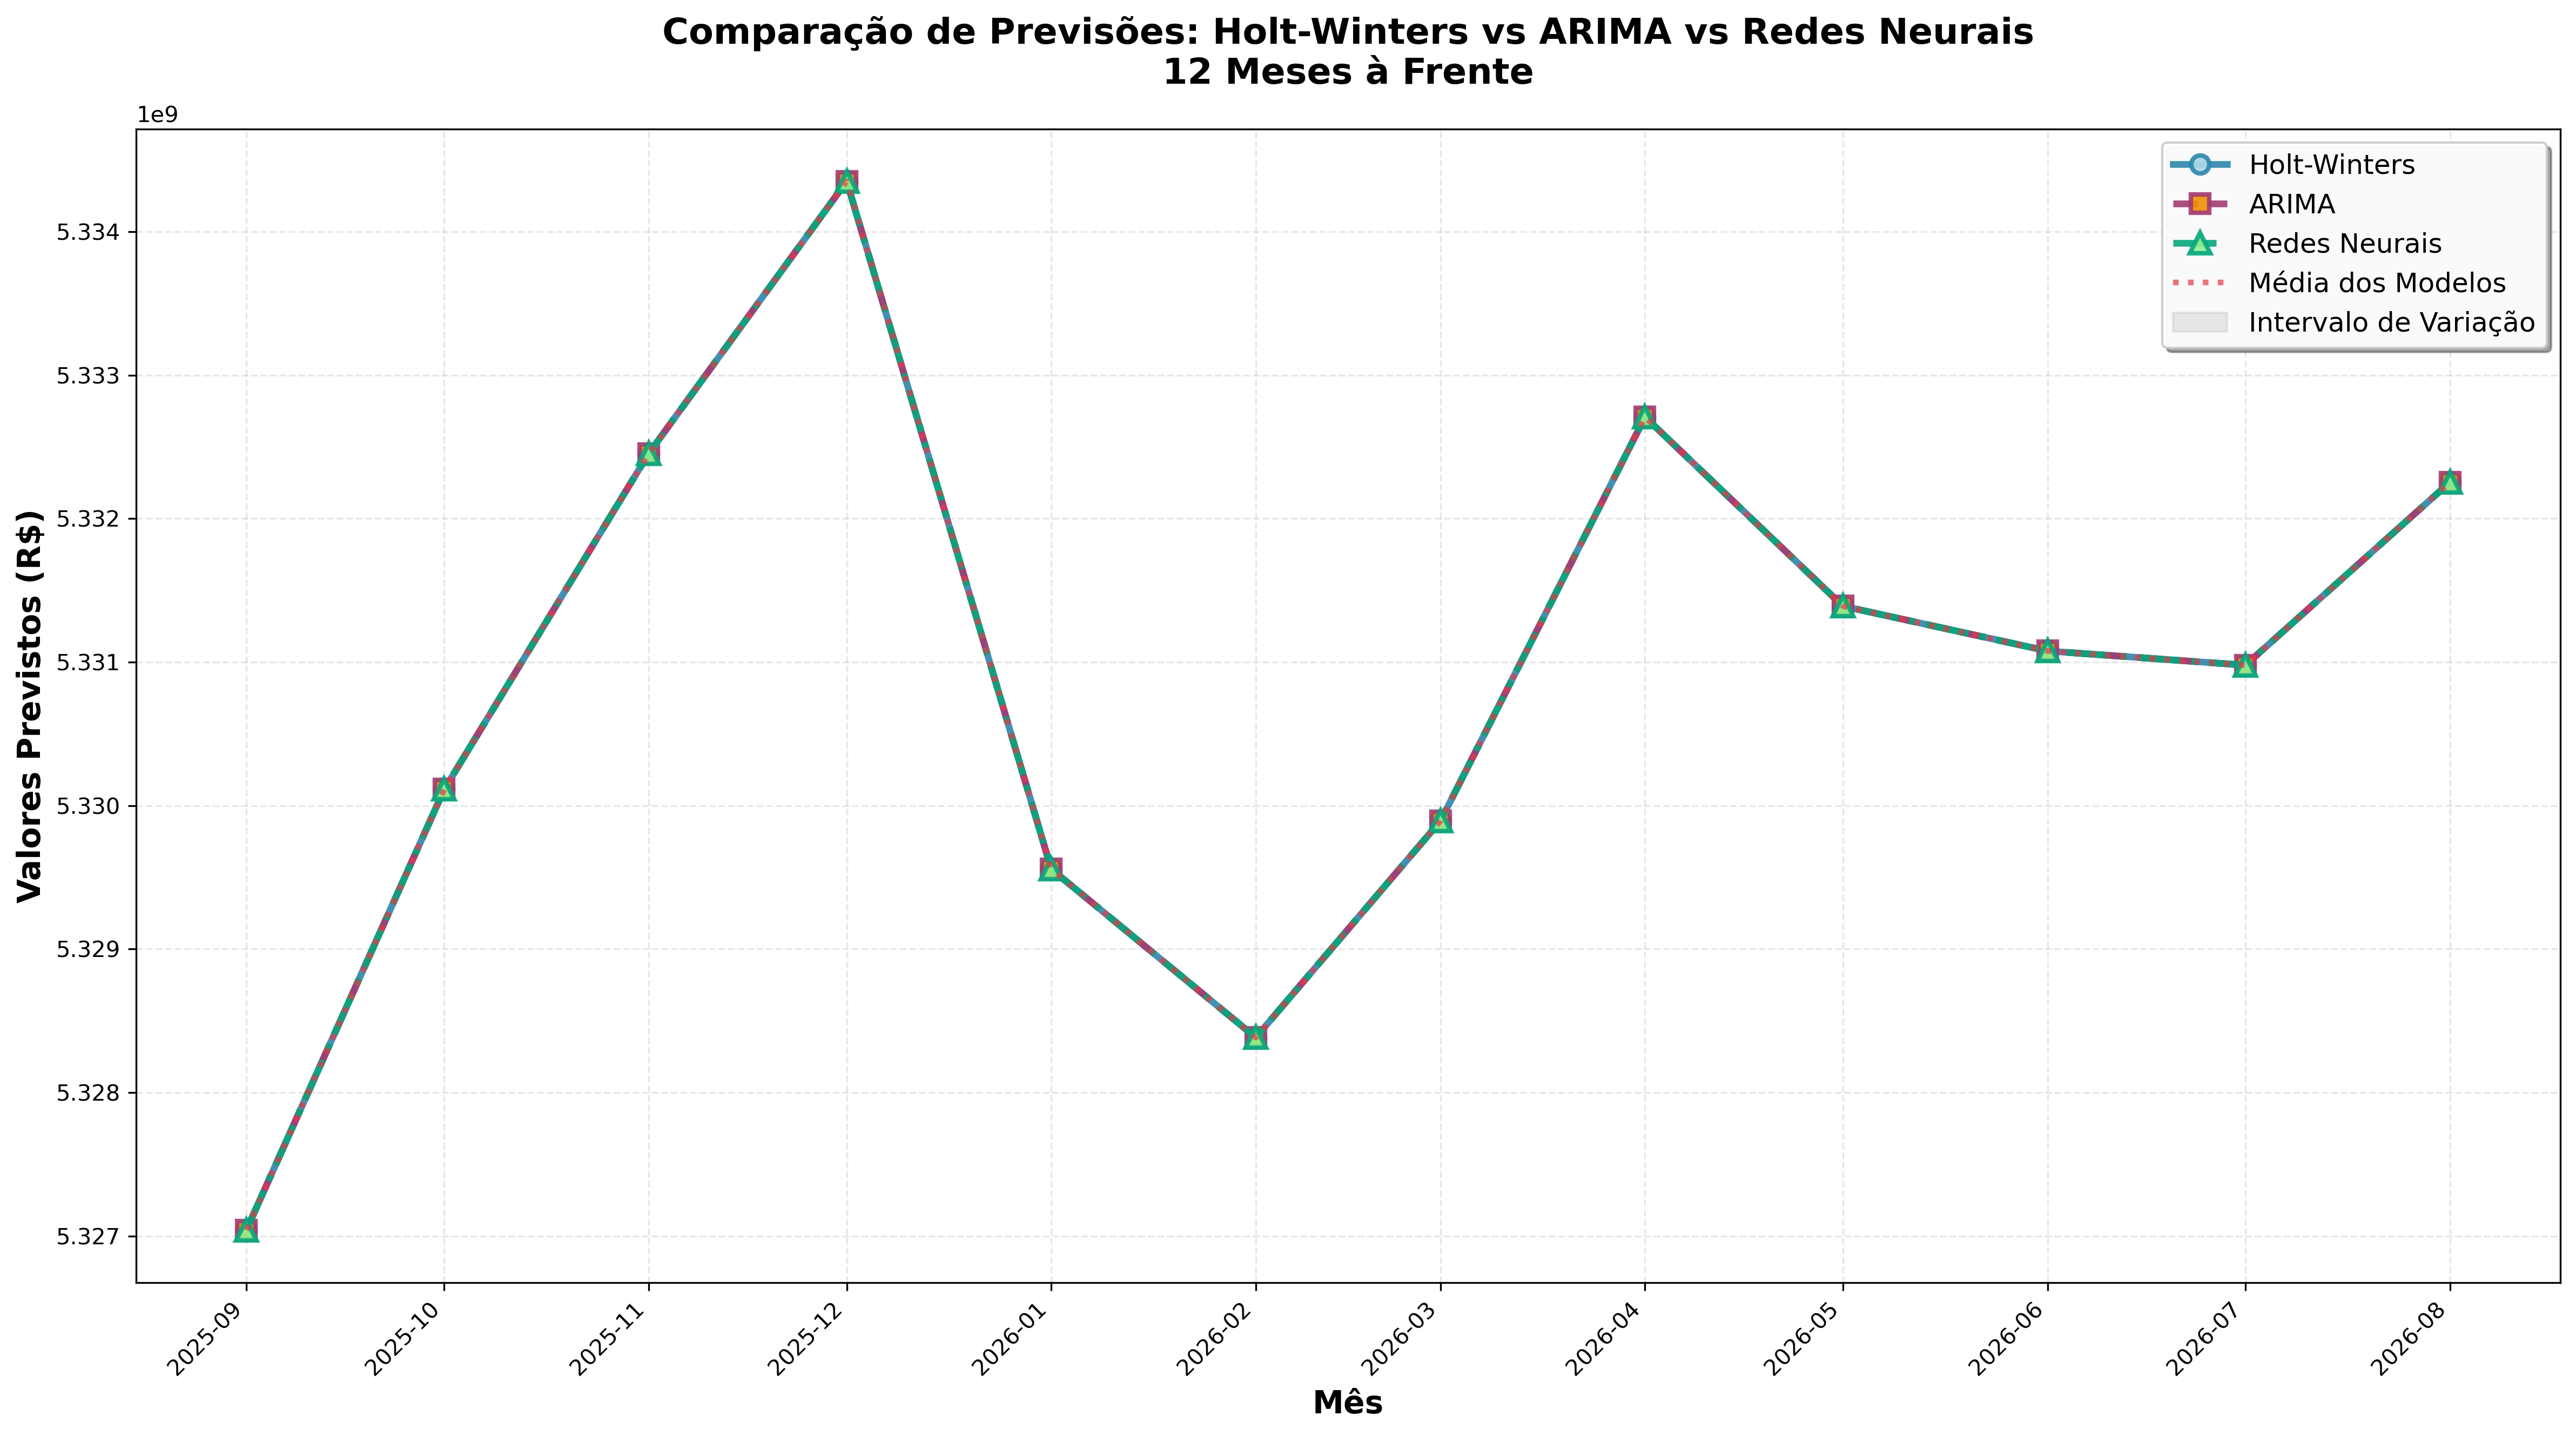 Comparação de Previsões: Holt-Winters vs ARIMA vs Redes Neurais
12 Meses à Frente
1e9
Holt-Winters
ARIMA
Redes Neurais
Média dos Modelos
Intervalo de Variação
5.334
5.333
5.332
5.331
5.330
5.329
5.328
5.327
Valores Previstos (R$)
2025-09
2025-10
2025-11
2025-12
2026-01
2026-02
2026-03
2026-04
2026-05
2026-06
2026-07
2026-08
Mês